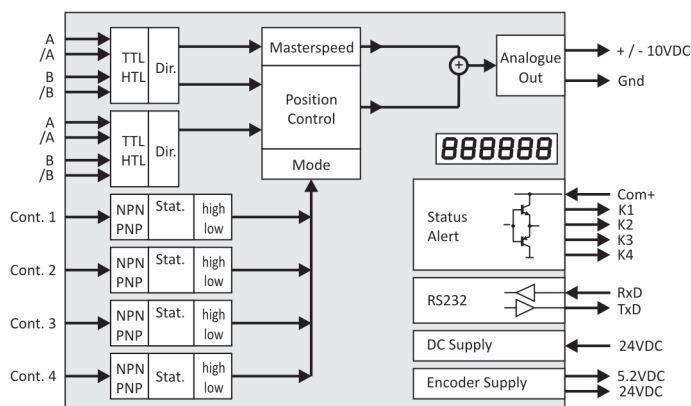 A
/A
B
/B
TTL
HTL
Dir.
Masterspeed
Position
Control
Mode
Analogue
Out
+ / - 10VDC
Gnd
A
/A
B
/B
TTL
HTL
Dir.
888888
Cont. 1
NPN
PNP
Stat.
high
low
Cont. 2
NPN
PNP
Stat.
high
low
Cont. 3
NPN
PNP
Stat.
high
low
Cont. 4
NPN
PNP
Stat.
high
low
Status
Alert
Com+
K1
K2
K3
K4
RS232
RxD
TxD
DC Supply
24VDC
Encoder Supply
5.2VDC
24VDC